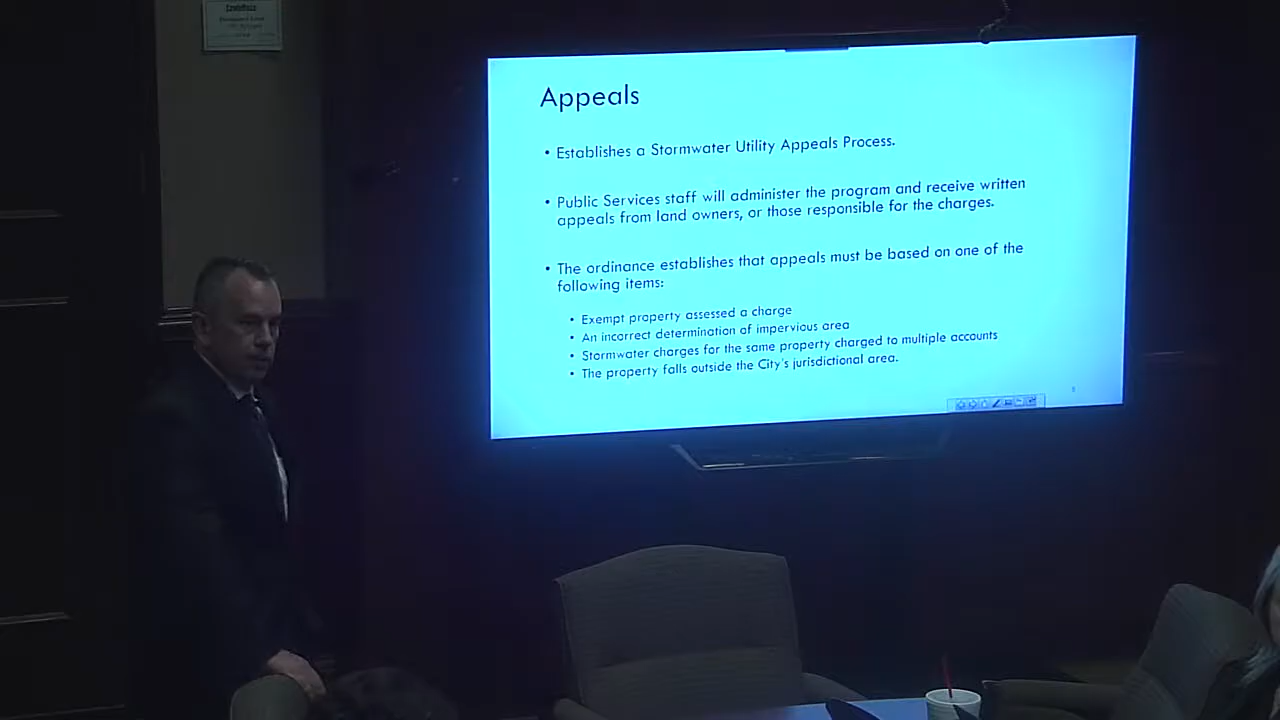 Appeals
• Establishes a Stormwater Utility Appeals Process.
• Public Services staff will administer the program and receive written
appeals from land owners, or those responsible for the charges.
• The ordinance establishes that appeals must be based on one of the
following items:
• Exempt property assessed a charge
• An incorrect determination of impervious area
• Stormwater charges for the same property charged to multiple accounts
• The property falls outside the City's jurisdictional area.